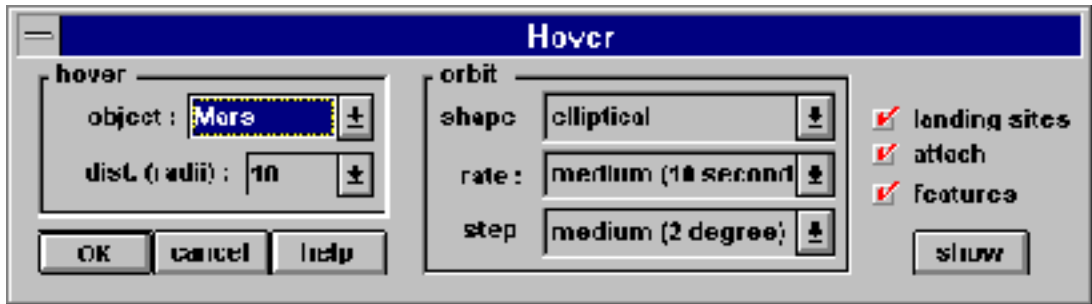 Hover
hover
object : Mars
dist. (radii) : 10
OK
cancel
help
orbit
shape elliptical
rate : medium (10 second
step medium (2 degree)
landing sites
attach
features
show